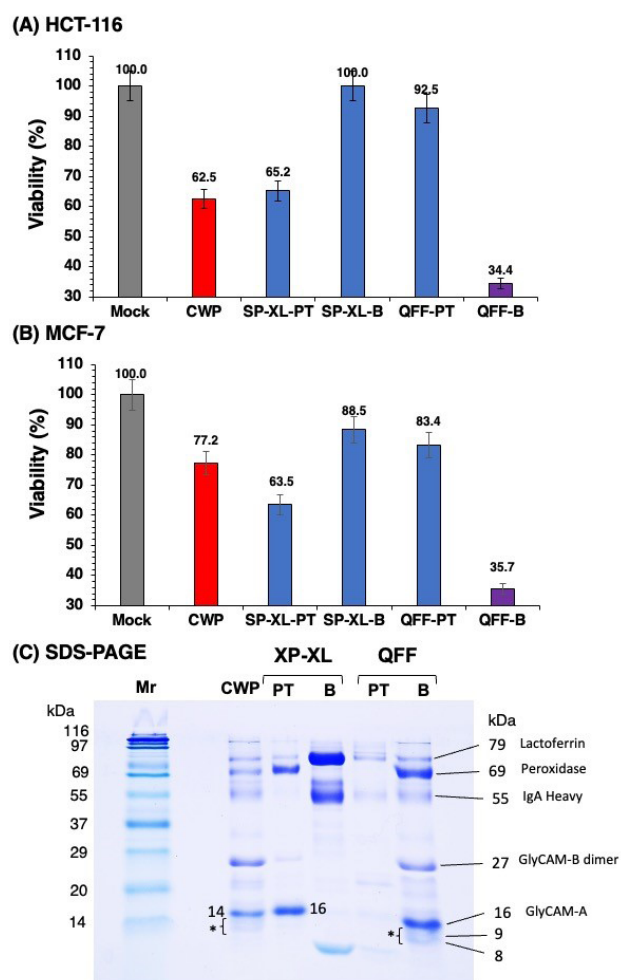 (A) HCT-116
Viability (%)
110
100
90
80
70
60
50
40
30
100.0
62.5
65.2
100.0
92.5
34.4
Mock CWP SP-XL-PT SP-XL-B QFF-PT QFF-B
(B) MCF-7
Viability (%)
110
100
90
80
70
60
50
40
30
100.0
77.2
63.5
88.5
83.4
35.7
Mock CWP SP-XL-PT SP-XL-B QFF-PT QFF-B
(C) SDS-PAGE XP-XL QFF
Mr CWP PT B PT B
kDa
116
97
69
55
37
29
20
14
14
*
16
*
kDa
79 Lactoferrin
69 Peroxidase
55 IgA Heavy
27 GlyCAM-B dimer
16 GlyCAM-A
9
8